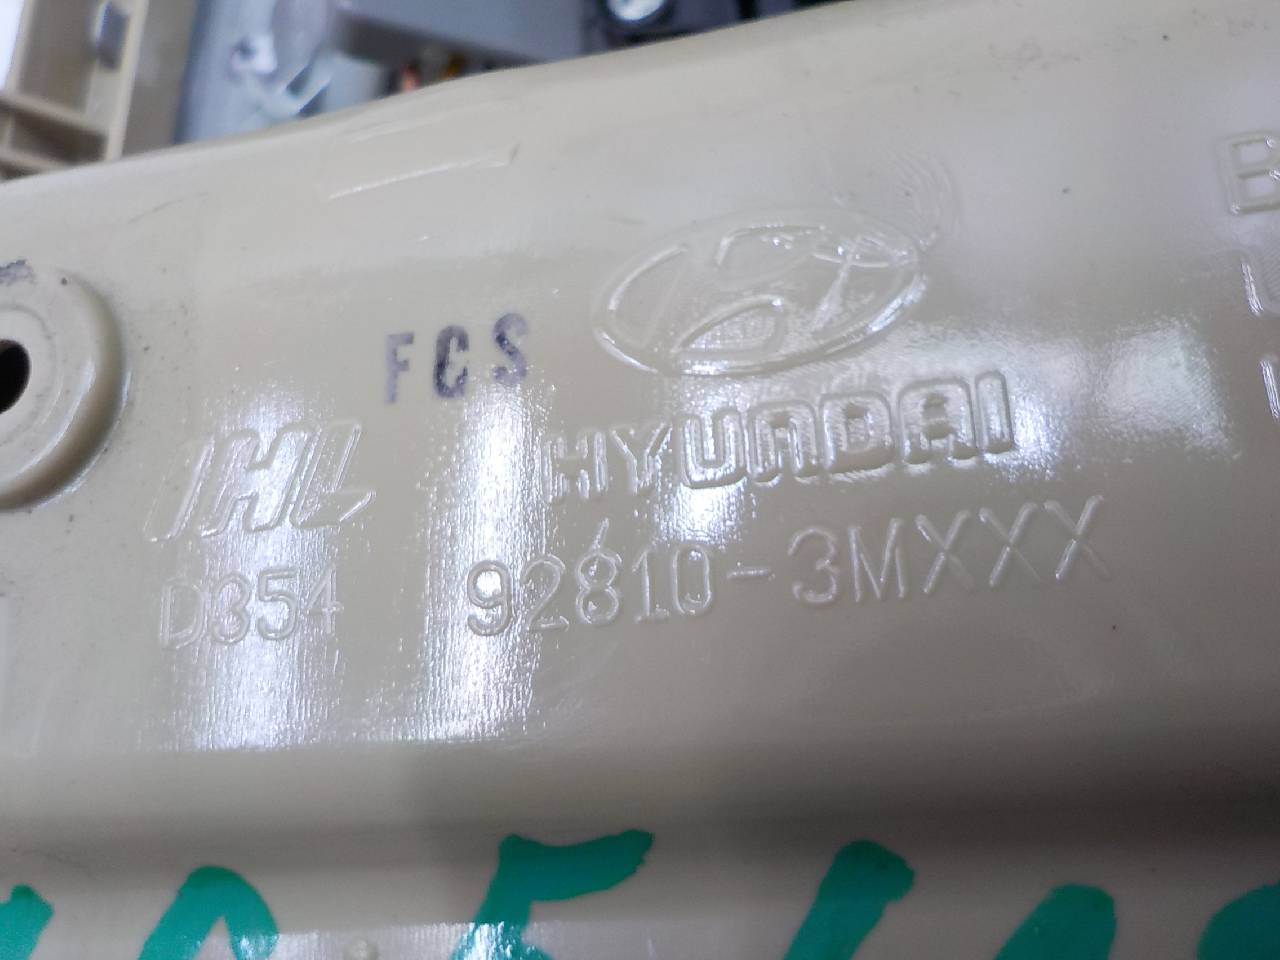 FCS
HYUNDAI
IHL
D354 92810-3MXXX